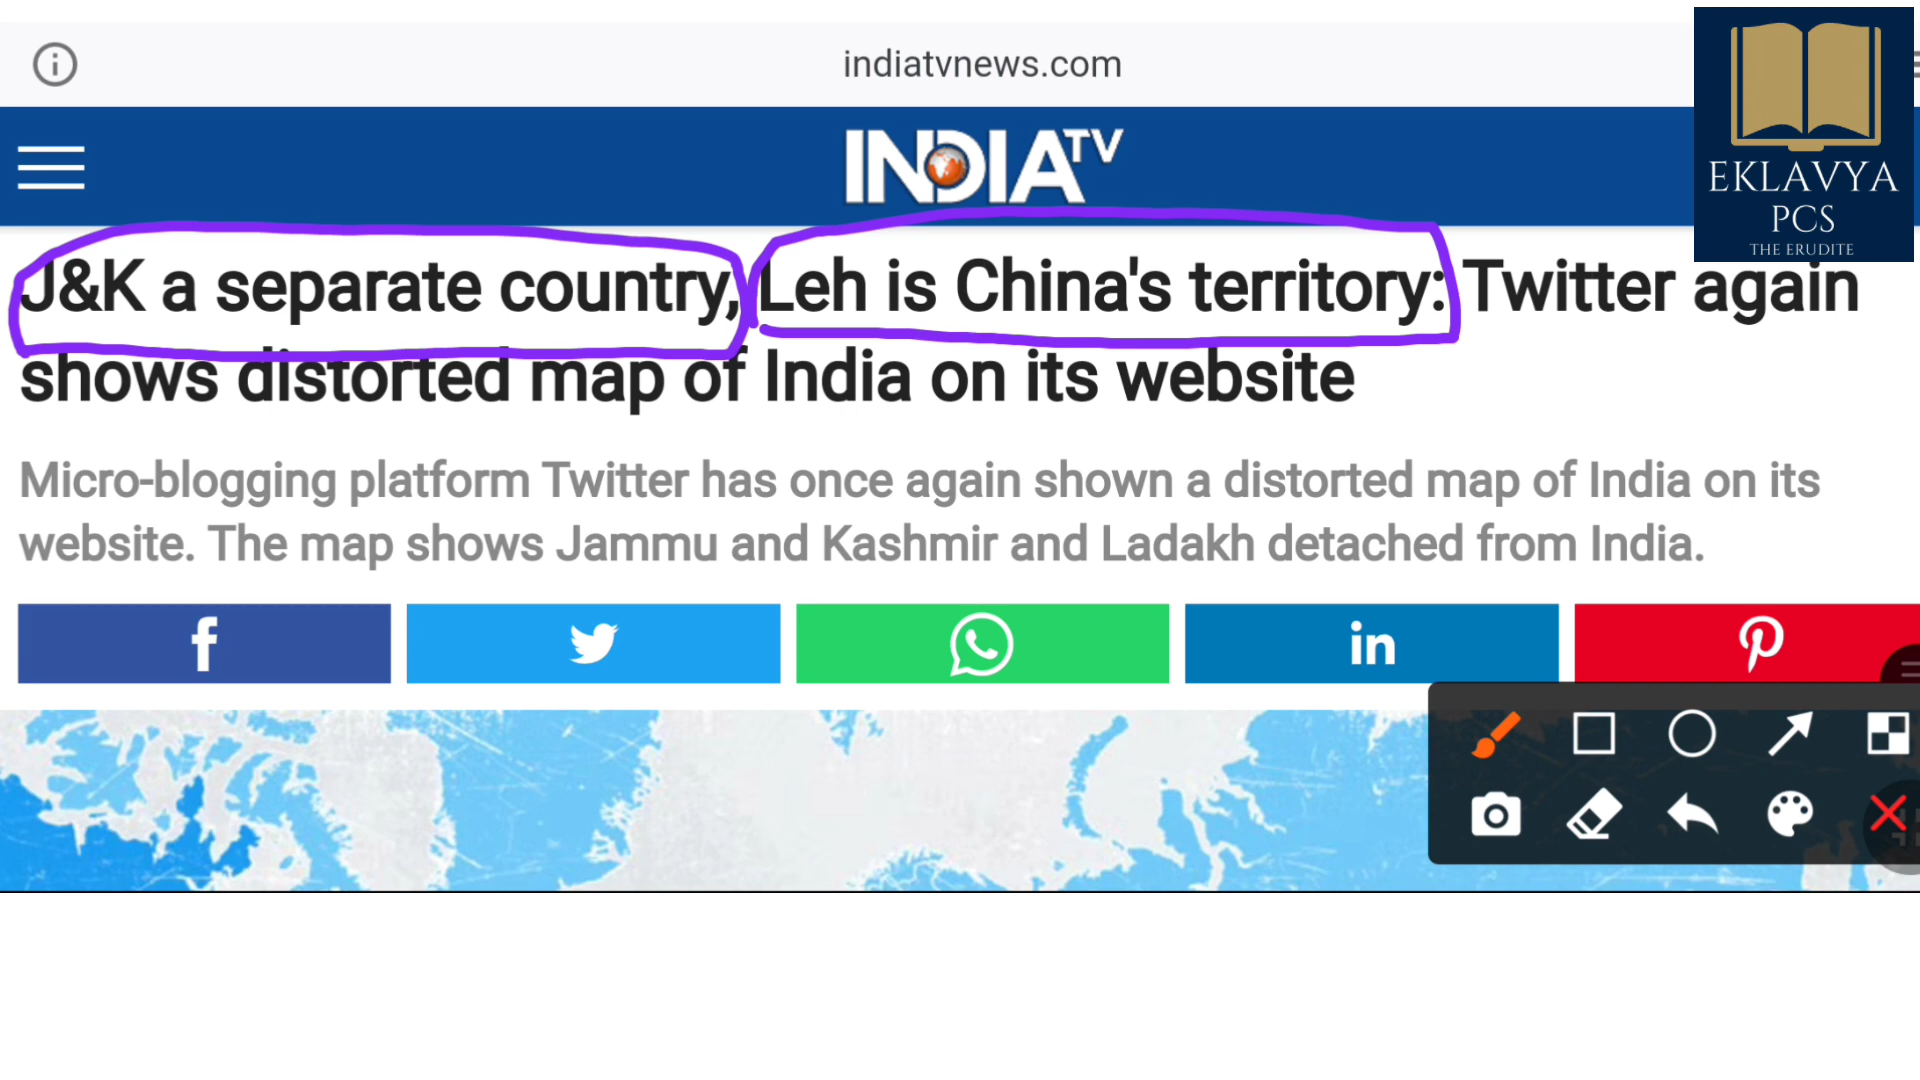 indiatvnews.com
INDIATV
EKLAVYA
PCS
THE ERUDITE
J&K a separate country, Leh is China's territory: Twitter again
shows distorted map of India on its website
Micro-blogging platform Twitter has once again shown a distorted map of India on its
website. The map shows Jammu and Kashmir and Ladakh detached from India.